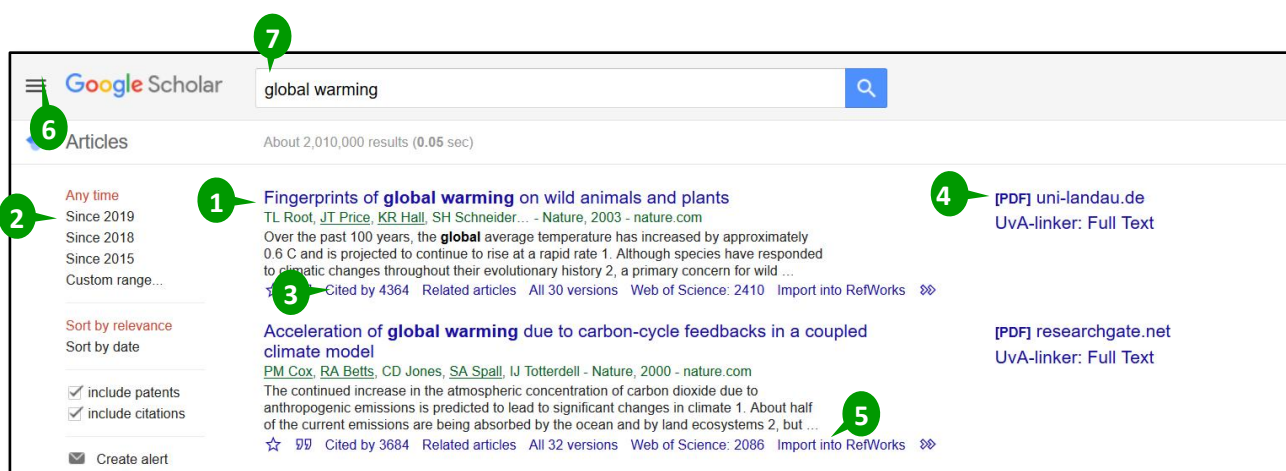 7
Google Scholar
global warming
6
Articles
About 2,010,000 results (0.05 sec)
Any time
2
Since 2019
Since 2018
Since 2015
Custom range...
Sort by relevance
Sort by date
include patents
include citations
Create alert
1
Fingerprints of global warming on wild animals and plants
TL Root, JT Price, KR Hall, SH Schneider... - Nature, 2003 - nature.com
Over the past 100 years, the global average temperature has increased by approximately
0.6 C and is projected to continue to rise at a rapid rate 1. Although species have responded
to climatic changes throughout their evolutionary history 2, a primary concern for wild ...
3
Cited by 4364 Related articles All 30 versions Web of Science: 2410 Import into RefWorks
4
[PDF] uni-landau.de
UvA-linker: Full Text
Acceleration of global warming due to carbon-cycle feedbacks in a coupled
climate model
PM Cox, RA Betts, CD Jones, SA Spall, IJ Totterdell - Nature, 2000 - nature.com
The continued increase in the atmospheric concentration of carbon dioxide due to
anthropogenic emissions is predicted to lead to significant changes in climate 1. About half
of the current emissions are being absorbed by the ocean and by land ecosystems 2, but ...
5
Cited by 3684 Related articles All 32 versions Web of Science: 2086 Import into RefWorks
[PDF] researchgate.net
UvA-linker: Full Text